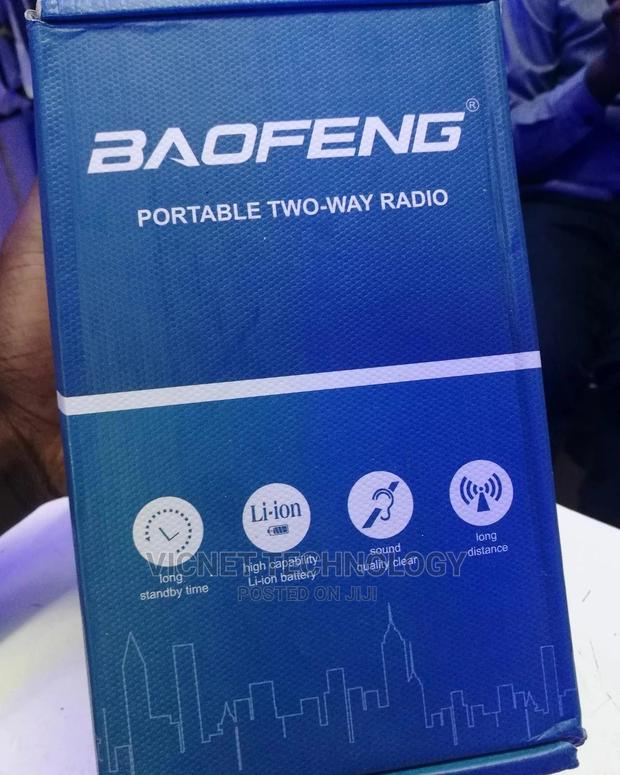 BAOFENG®
PORTABLE TWO-WAY RADIO
long
standby time
Li-ion
high capability
Li-ion battery
sound
quality clear
long
distance
VICNET TECHNOLOGY
POSTED ON JIJI